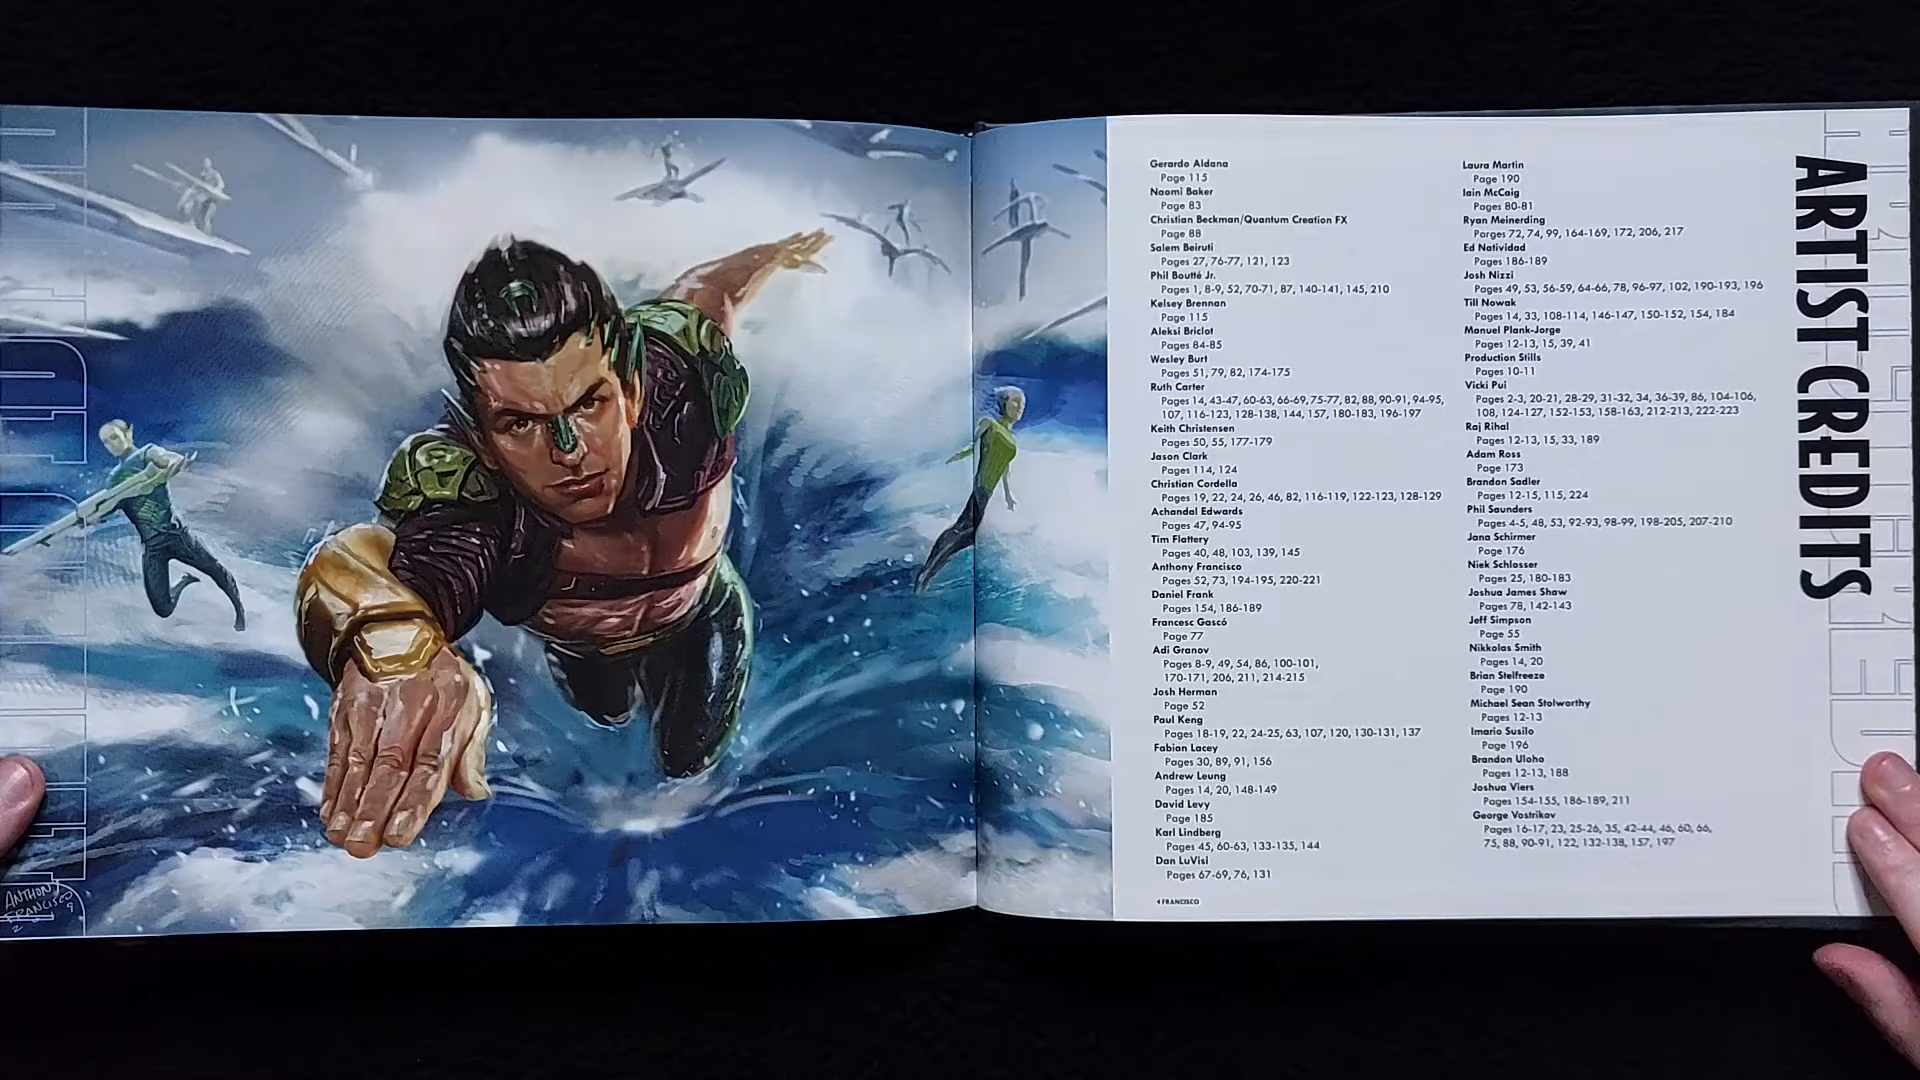 ANTHONY
FRANCISCO
ARTIST CREDITS
Gerardo Aldana
Page 115
Naomi Baker
Page 83
Christian Beckman/Quantum Creation FX
Page 88
Salem Beiruti
Pages 27, 76-77, 121, 123
Phil Boutté Jr.
Pages 1, 8-9, 52, 70-71, 87, 140-141, 145, 210
Kelsey Brennan
Page 115
Aleksi Briclot
Pages 84-85
Wesley Burt
Pages 51, 79, 82, 174-175
Ruth Carter
Pages 14, 43-47, 60-63, 66-69, 75-77, 82, 88, 90-91, 94-95,
107, 116-123, 128-138, 144, 157, 180-183, 196-197
Keith Christensen
Pages 50, 55, 177-179
Jason Clark
Pages 114, 124
Christian Cordella
Pages 19, 22, 24, 26, 46, 82, 116-119, 122-123, 128-129
Achandal Edwards
Pages 47, 94-95
Tim Flattery
Pages 40, 48, 103, 139, 145
Anthony Francisco
Pages 52, 73, 194-195, 220-221
Daniel Frank
Pages 154, 186-189
Francesc Gascó
Page 77
Adi Granov
Pages 8-9, 49, 54, 86, 100-101,
170-171, 206, 211, 214-215
Josh Herman
Page 52
Paul Keng
Pages 18-19, 22, 24-25, 63, 107, 120, 130-131, 137
Fabian Lacey
Pages 30, 89, 91, 156
Andrew Leung
Pages 14, 20, 148-149
David Levy
Page 185
Karl Lindberg
Pages 45, 60-63, 133-135, 144
Dan LuVisi
Pages 67-69, 76, 131
Laura Martin
Page 190
Iain McCaig
Pages 80-81
Ryan Meinerding
Parges 72, 74, 99, 164-169, 172, 206, 217
Ed Natividad
Pages 186-189
Josh Nizzi
Pages 49, 53, 56-59, 64-66, 78, 96-97, 102, 190-193, 196
Till Nowak
Pages 14, 33, 108-114, 146-147, 150-152, 154, 184
Manuel Plank-Jorge
Pages 12-13, 15, 39, 41
Production Stills
Pages 10-11
Vicki Pui
Pages 2-3, 20-21, 28-29, 31-32, 34, 36-39, 86, 104-106,
108, 124-127, 152-153, 158-163, 212-213, 222-223
Raj Rihal
Pages 12-13, 15, 33, 189
Adam Ross
Page 173
Brandon Sadler
Pages 12-15, 115, 224
Phil Saunders
Pages 4-5, 48, 53, 92-93, 98-99, 198-205, 207-210
Jana Schirmer
Page 176
Niek Schlosser
Pages 25, 180-183
Joshua James Shaw
Pages 78, 142-143
Jeff Simpson
Page 55
Nikkolas Smith
Pages 14, 20
Brian Stelfreeze
Page 190
Michael Sean Stolworthy
Pages 12-13
Imario Susilo
Page 196
Brandon Uloho
Pages 12-13, 188
Joshua Viers
Pages 154-155, 186-189, 211
George Vostrikov
Pages 16-17, 23, 25-26, 35, 42-44, 46, 60, 66,
75, 88, 90-91, 122, 132-138, 157, 197
FRANCISCO